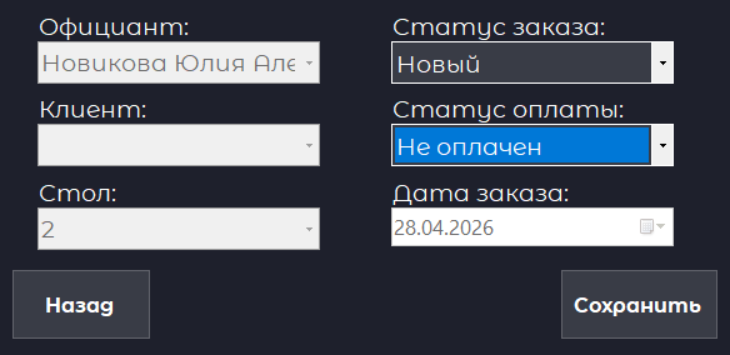 Официант:
Новикова Юлия Але
Клиент:
Стол:
2
Статус заказа:
Новый
Статус оплаты:
Не оплачен
Дата заказа:
28.04.2026
Назад
Сохранить